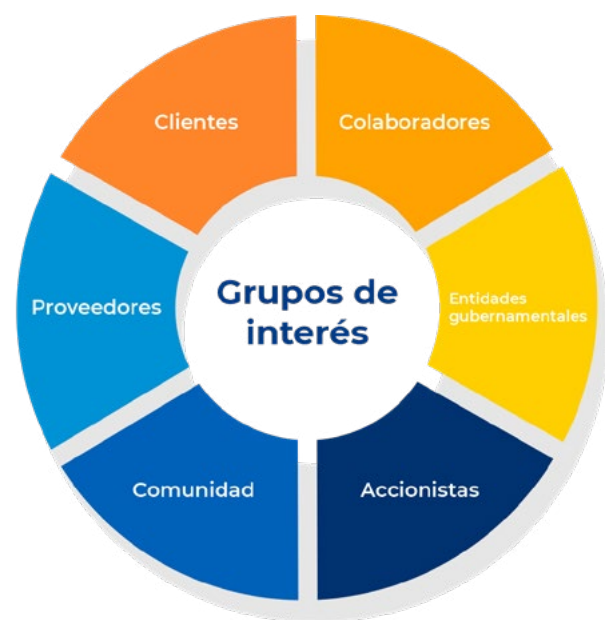 Clientes
Colaboradores
Proveedores
Grupos de
interés
Entidades
gubernamentales
Comunidad
Accionistas